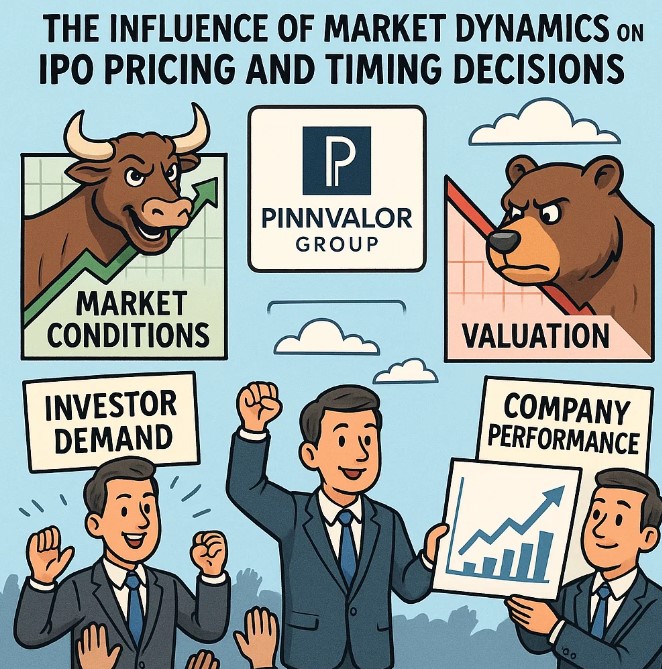 THE INFLUENCE OF MARKET DYNAMICS ON
IPO PRICING AND TIMING DECISIONS
P
PINNVALOR
GROUP
MARKET
CONDITIONS
VALUATION
INVESTOR
DEMAND
COMPANY
PERFORMANCE